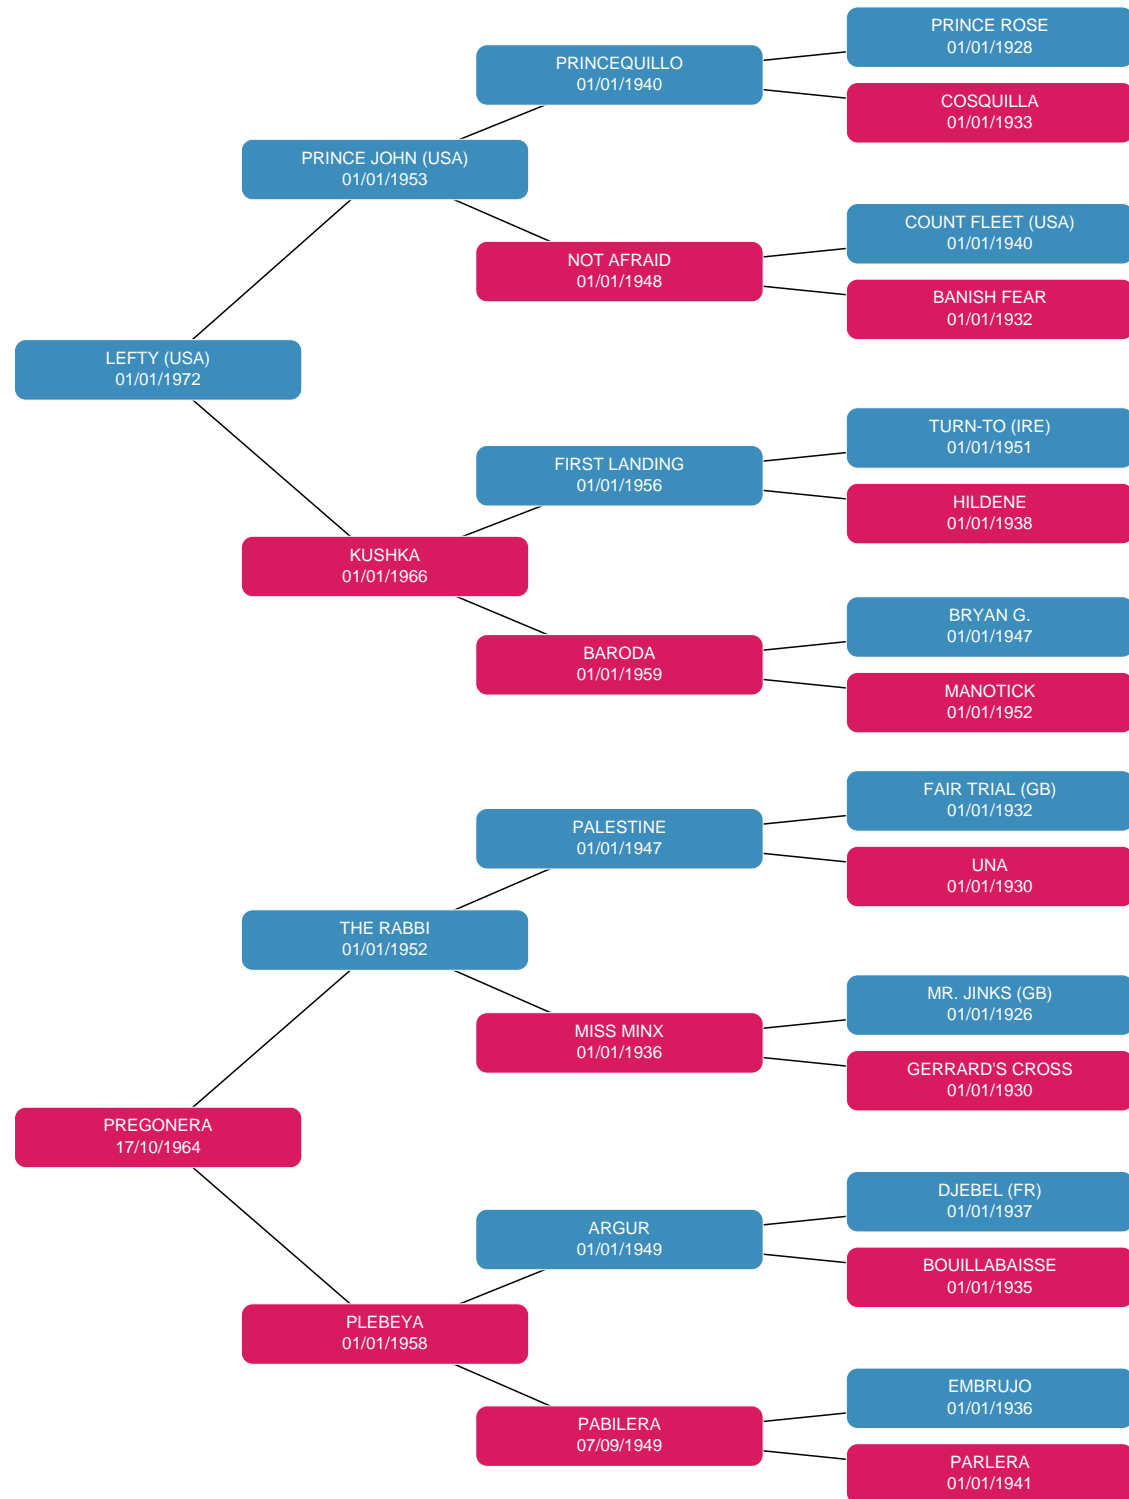 PRINCE ROSE
01/01/1928
PRINCEQUILLO
01/01/1940
COSQUILLA
01/01/1933
PRINCE JOHN (USA)
01/01/1953
COUNT FLEET (USA)
01/01/1940
NOT AFRAID
01/01/1948
BANISH FEAR
01/01/1932
LEFTY (USA)
01/01/1972
TURN-TO (IRE)
01/01/1951
FIRST LANDING
01/01/1956
HILDENE
01/01/1938
KUSHKA
01/01/1966
BRYAN G.
01/01/1947
BARODA
01/01/1959
MANOTICK
01/01/1952
FAIR TRIAL (GB)
01/01/1932
PALESTINE
01/01/1947
UNA
01/01/1930
THE RABBI
01/01/1952
MR. JINKS (GB)
01/01/1926
MISS MINX
01/01/1936
GERRARD'S CROSS
01/01/1930
PREGONERA
17/10/1964
DJEBEL (FR)
01/01/1937
ARGUR
01/01/1949
BOUILLABAISSE
01/01/1935
PLEBEYA
01/01/1958
EMBRUJO
01/01/1936
PABILERA
07/09/1949
PARLERA
01/01/1941